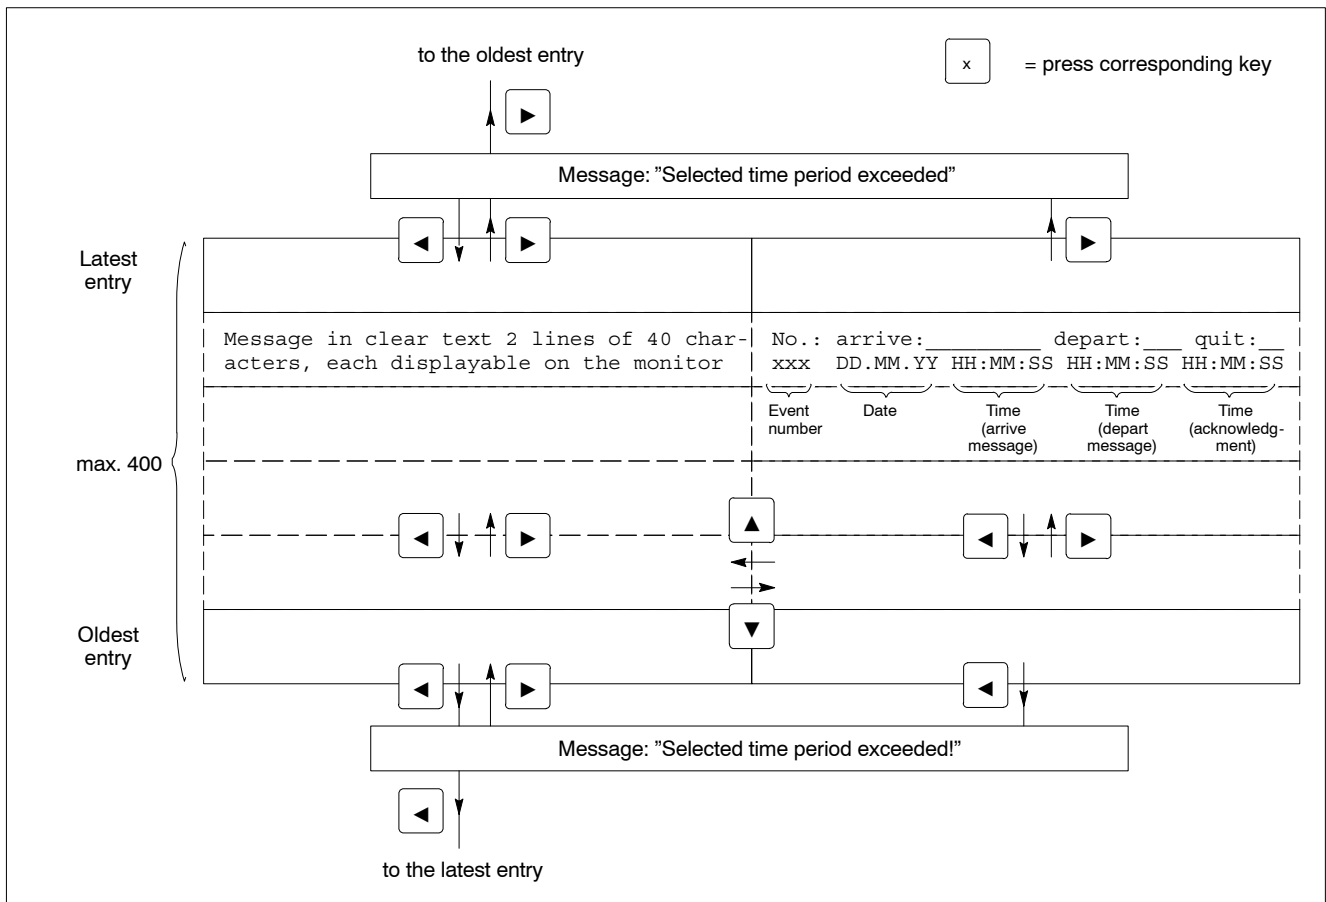 to the oldest entry
x = press corresponding key
Message: ”Selected time period exceeded”
Latest
entry
Message in clear text 2 lines of 40 char-
acters, each displayable on the monitor
No.: arrive:_________ depart:___ quit:__
xxx DD.MM.YY HH:MM:SS HH:MM:SS HH:MM:SS
Event
number
Date
Time
(arrive
message)
Time
(depart
message)
Time
(acknowledg-
ment)
max. 400
Oldest
entry
Message: ”Selected time period exceeded!”
to the latest entry